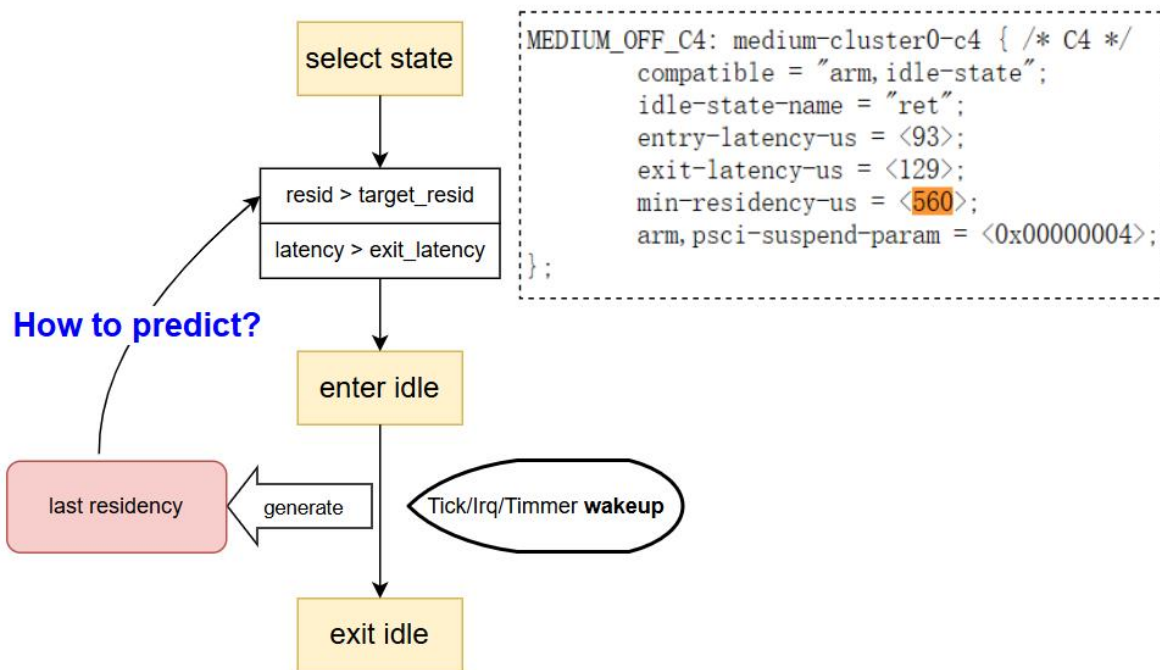 select state
resid > target_resid
latency > exit_latency
How to predict?
enter idle
last residency
generate
Tick/Irq/Timmer wakeup
exit idle
MEDIUM_OFF_C4: medium-cluster0-c4 { /* C4 */
compatible = "arm,idle-state";
idle-state-name = "ret";
entry-latency-us = <93>;
exit-latency-us = <129>;
min-residency-us = <560>;
arm,psci-suspend-param = <0x00000004>;
};